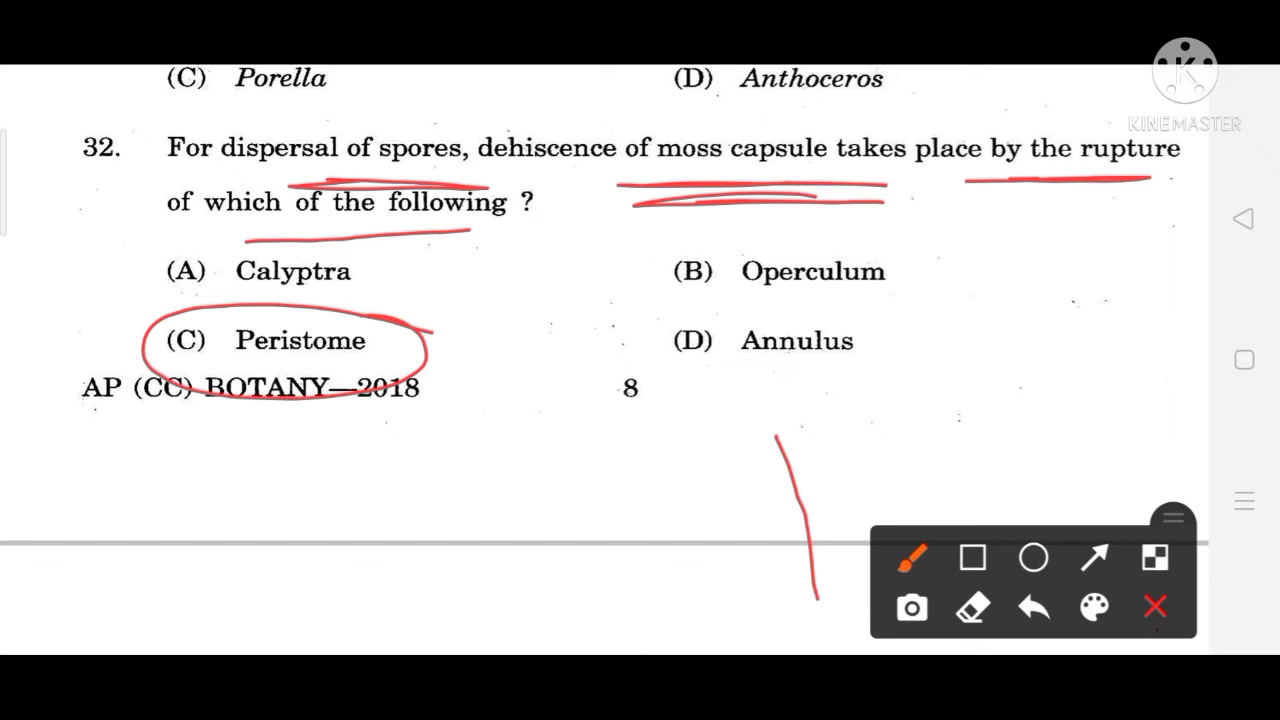 (C) Porella (D) Anthoceros
K
KINEMASTER
32. For dispersal of spores, dehiscence of moss capsule takes place by the rupture
of which of the following ?
(A) Calyptra (B) Operculum
(C) Peristome (D) Annulus
AP (CC) BOTANY—2018 8